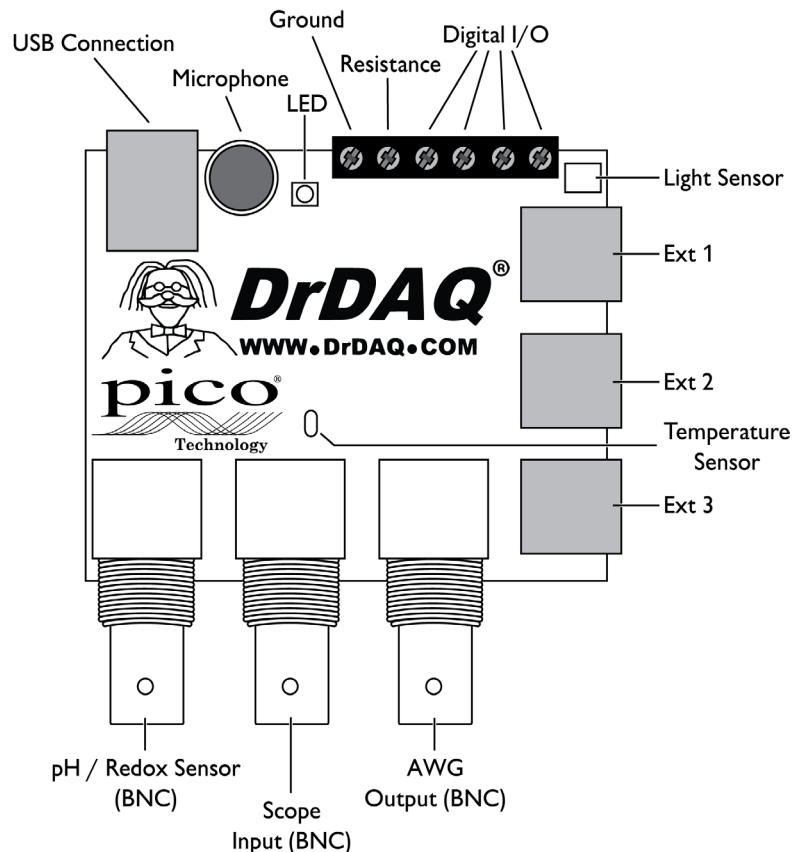 Ground
Digital I/O
USB Connection
Resistance
Microphone
LED
Light Sensor
Ext 1
DrDAQ®
WWW•DrDAQ•COM
pico®
Technology
Ext 2
Temperature
Sensor
Ext 3
pH / Redox Sensor
(BNC)
Scope
Input (BNC)
AWG
Output (BNC)